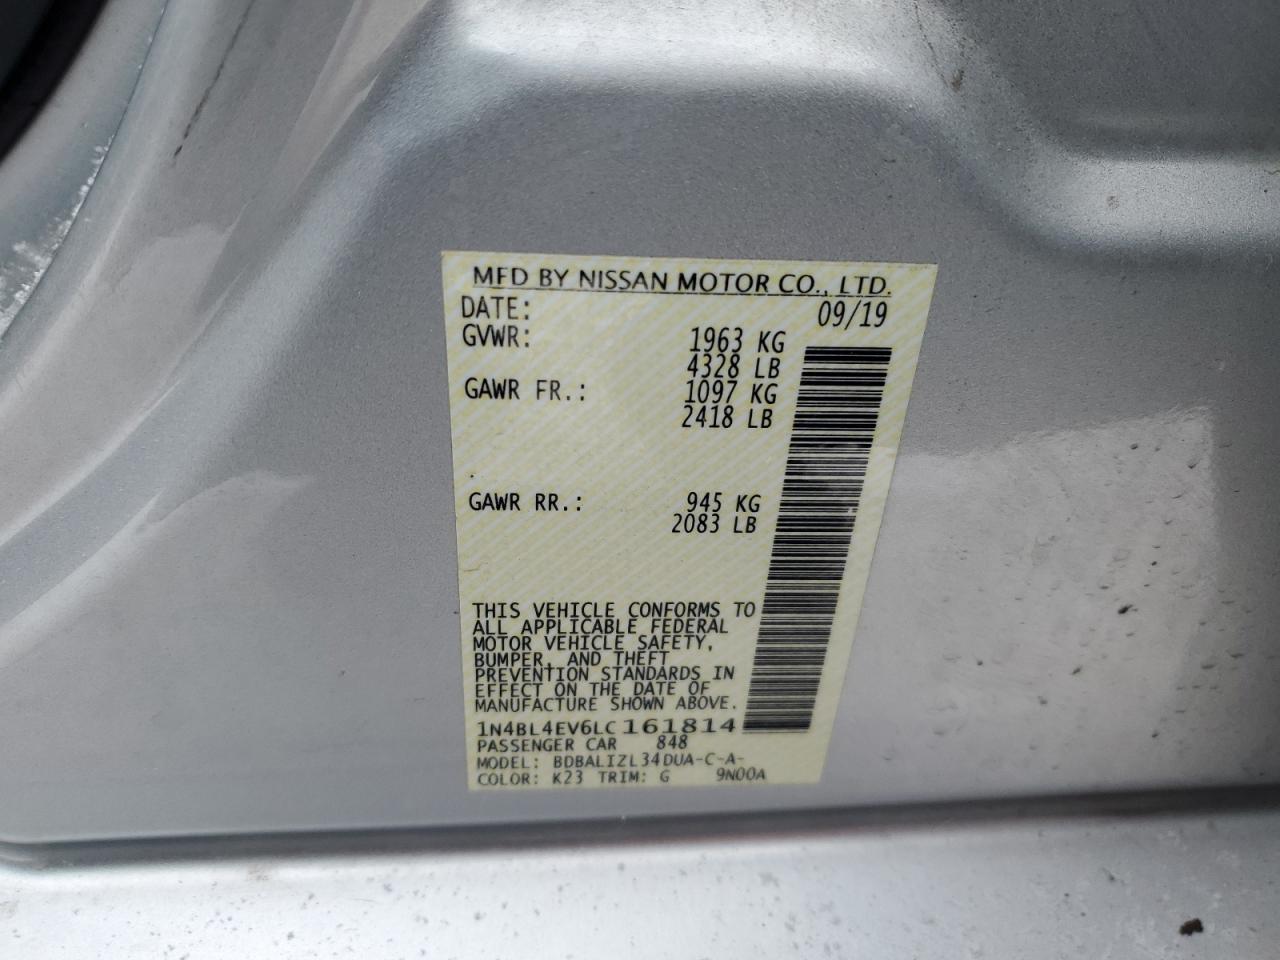 MFD BY NISSAN MOTOR CO., LTD.
DATE: 09/19
GVWR: 1963 KG
4328 LB
GAWR FR.: 1097 KG
2418 LB
GAWR RR.: 945 KG
2083 LB
THIS VEHICLE CONFORMS TO
ALL APPLICABLE FEDERAL
MOTOR VEHICLE SAFETY,
BUMPER, AND THEFT
PREVENTION STANDARDS IN
EFFECT ON THE DATE OF
MANUFACTURE SHOWN ABOVE.
1N4BL4EV6LC161814
PASSENGER CAR 848
MODEL: BDBALIZL34DUA-C-A-
COLOR: K23 TRIM: G 9N00A